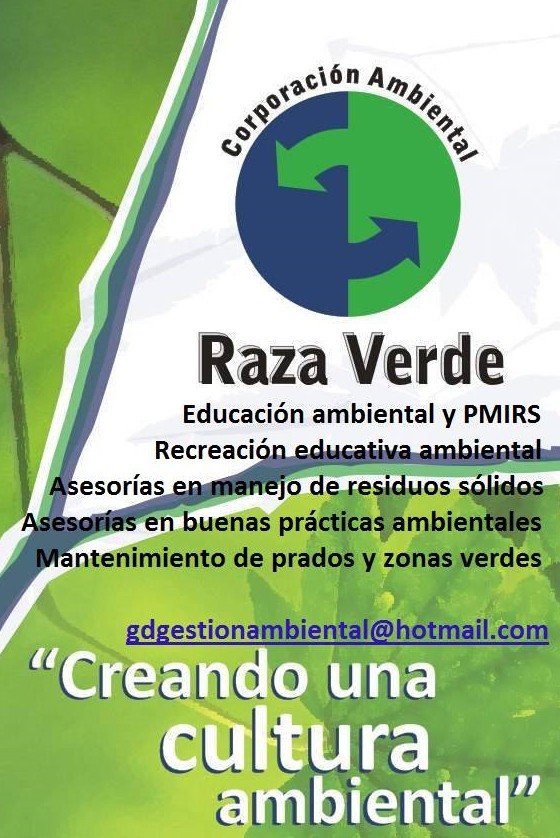 Corporación Ambiental
Raza Verde
Educación ambiental y PMIRS
Recreación educativa ambiental
Asesorías en manejo de residuos sólidos
Asesorías en buenas prácticas ambientales
Mantenimiento de prados y zonas verdes
gdgestionambiental@hotmail.com
“Creando una
cultura
ambiental”